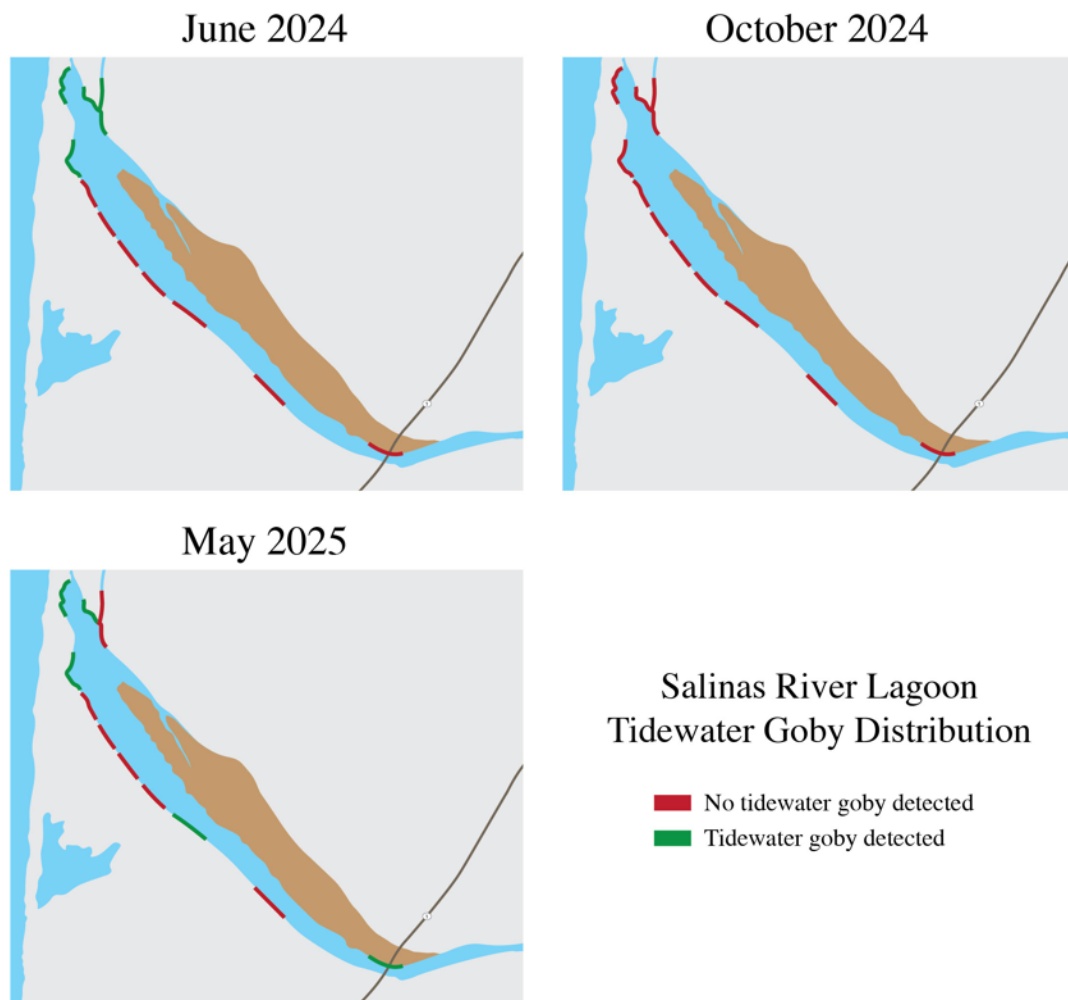 June 2024
October 2024
May 2025
Salinas River Lagoon
Tidewater Goby Distribution
No tidewater goby detected
Tidewater goby detected